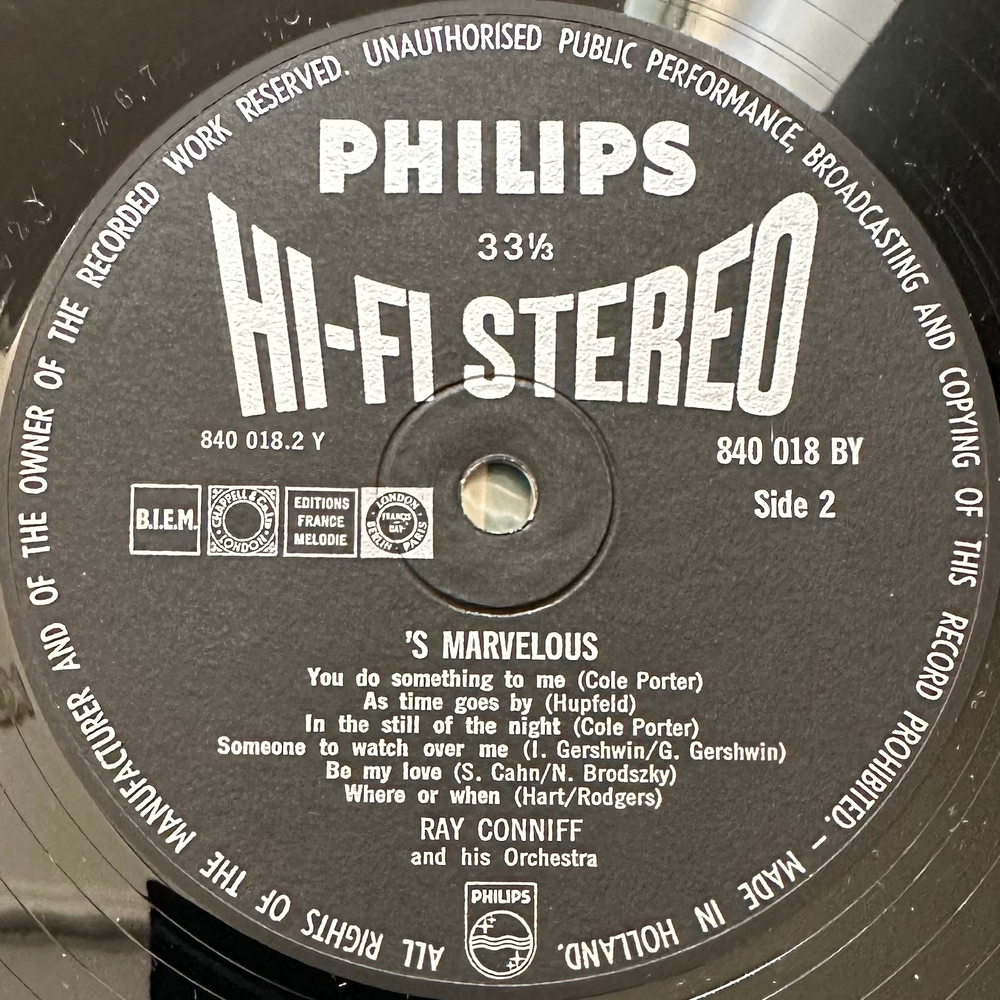 ALL RIGHTS OF THE MANUFACTURER AND OF THE OWNER OF THE RECORDED WORK RESERVED. UNAUTHORISED PUBLIC PERFORMANCE, BROADCASTING AND COPYING OF THIS RECORD PROHIBITED. – MADE IN HOLLAND.
PHILIPS
33⅓
HI-FI STEREO
840 018.2 Y
840 018 BY
Side 2
B.I.E.M.
CHAPPELL & Co. Ltd
LONDON
EDITIONS
FRANCE
MELODIE
LONDON
FRANCIS
DAY
BERLIN PARIS
'S MARVELOUS
You do something to me (Cole Porter)
As time goes by (Hupfeld)
In the still of the night (Cole Porter)
Someone to watch over me (I. Gershwin/G. Gershwin)
Be my love (S. Cahn/N. Brodszky)
Where or when (Hart/Rodgers)
RAY CONNIFF
and his Orchestra
PHILIPS